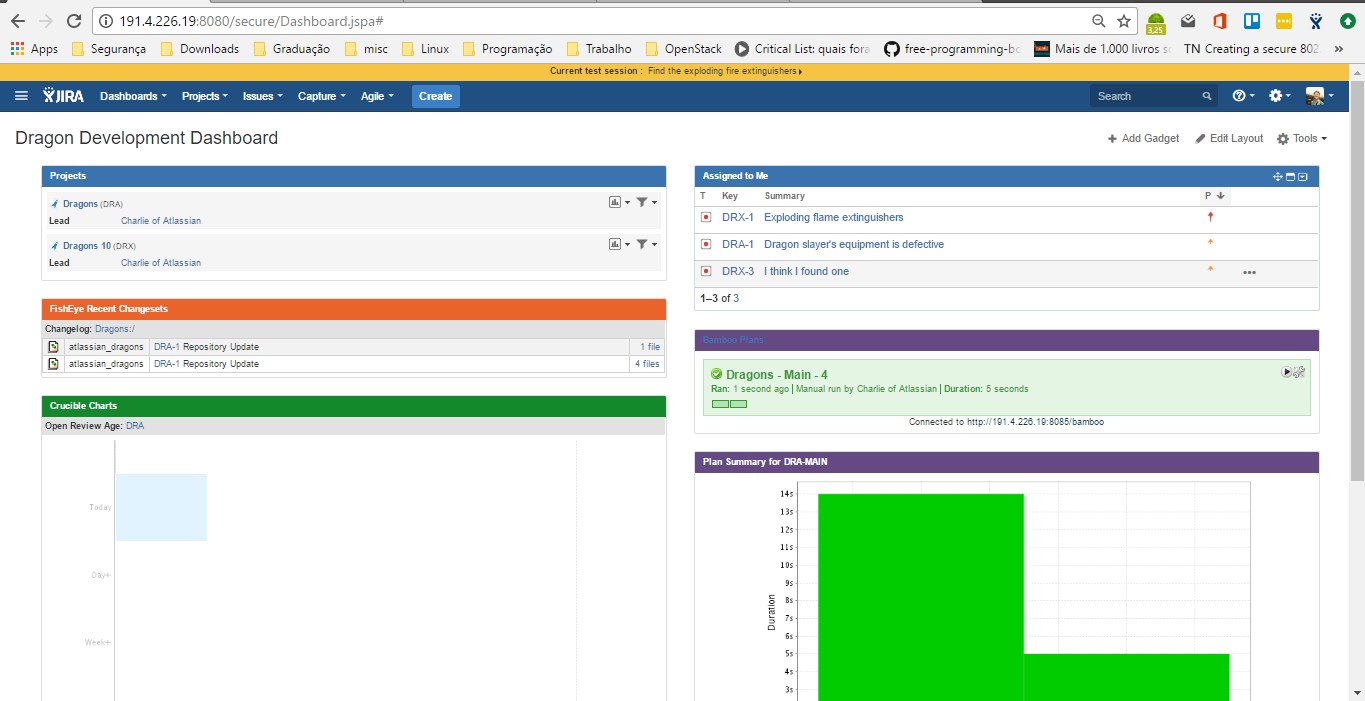 191.4.226.19:8080/secure/Dashboard.jspa#
3.25
Apps Segurança Downloads Graduação misc Linux Programação Trabalho OpenStack Critical List: quais fora free-programming-bo Mais de 1.000 livros s TN Creating a secure 802 »
Current test session : Find the exploding fire extinguishers
JIRA Dashboards Projects Issues Capture Agile Create Search
Dragon Development Dashboard
Add Gadget Edit Layout Tools
Projects
Dragons (DRA)
Lead Charlie of Atlassian
Dragons 10 (DRX)
Lead Charlie of Atlassian
FishEye Recent Changesets
Changelog: Dragons:/
atlassian_dragons DRA-1 Repository Update 1 file
atlassian_dragons DRA-1 Repository Update 4 files
Crucible Charts
Open Review Age: DRA
Today
Day+
Week+
Assigned to Me
T Key Summary P
DRX-1 Exploding flame extinguishers
DRA-1 Dragon slayer's equipment is defective
DRX-3 I think I found one
1–3 of 3
Bamboo Plans
Dragons - Main - 4
Ran: 1 second ago | Manual run by Charlie of Atlassian | Duration: 5 seconds
Connected to http://191.4.226.19:8085/bamboo
Plan Summary for DRA-MAIN
14s
13s
12s
11s
10s
9s
8s
7s
6s
5s
4s
3s
Duration